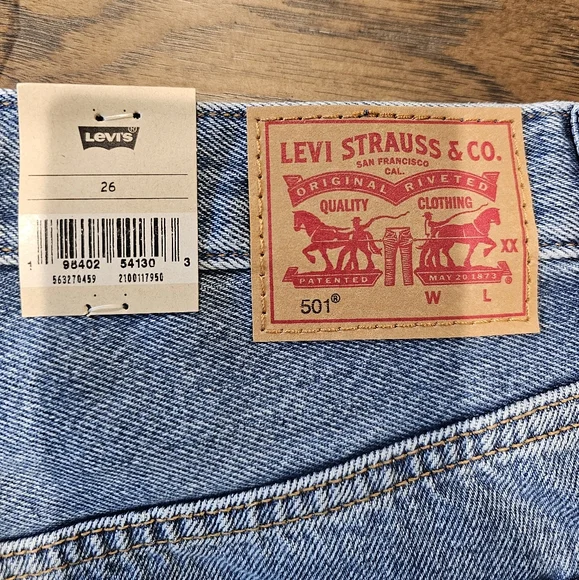 Levi's
26
1 98402 54130 3
563270459 2100117950
LEVI STRAUSS & CO.
SAN FRANCISCO
CAL.
ORIGINAL RIVETED
QUALITY CLOTHING
XX
PATENTED MAY 20 1873
501® W L